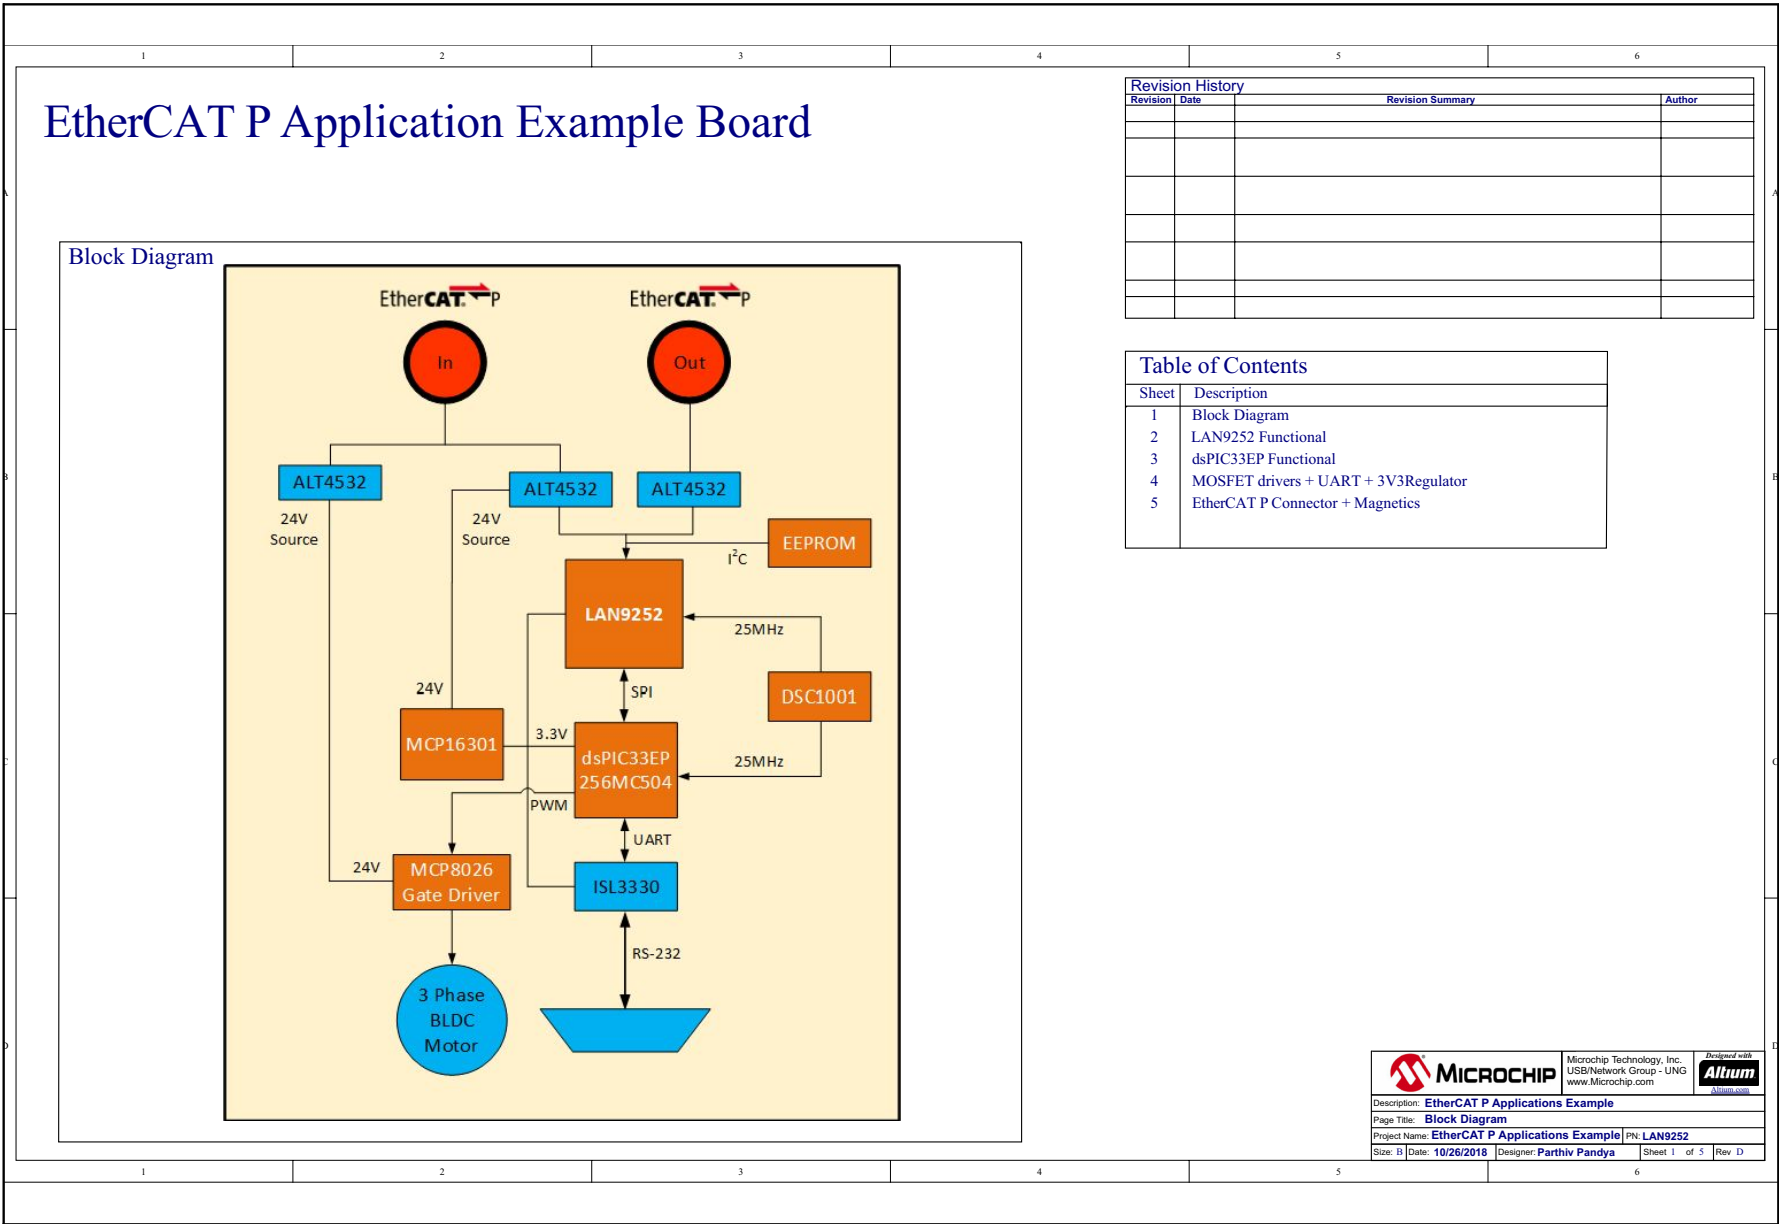 1 2 3 4 5 6
EtherCAT P Application Example Board
Revision History
Revision Date Revision Summary Author
A A
Block Diagram
EtherCAT. P EtherCAT. P
In Out
Table of Contents
Sheet Description
1 Block Diagram
2 LAN9252 Functional
3 dsPIC33EP Functional
4 MOSFET drivers + UART + 3V3Regulator
5 EtherCAT P Connector + Magnetics
B B
ALT4532 ALT4532 ALT4532
24V
Source
24V
Source
EEPROM
I²C
LAN9252
25MHz
24V
SPI
DSC1001
MCP16301
3.3V
dsPIC33EP
256MC504
25MHz
C C
PWM
UART
24V
MCP8026
Gate Driver
ISL3330
RS-232
3 Phase
BLDC
Motor
D D
MICROCHIP
Microchip Technology, Inc.
USB/Network Group - UNG
www.Microchip.com
Designed with
Altium
Altium.com
Description: EtherCAT P Applications Example
Page Title: Block Diagram
Project Name: EtherCAT P Applications Example PN: LAN9252
Size: B Date: 10/26/2018 Designer: Parthiv Pandya Sheet 1 of 5 Rev D
1 2 3 4 5 6